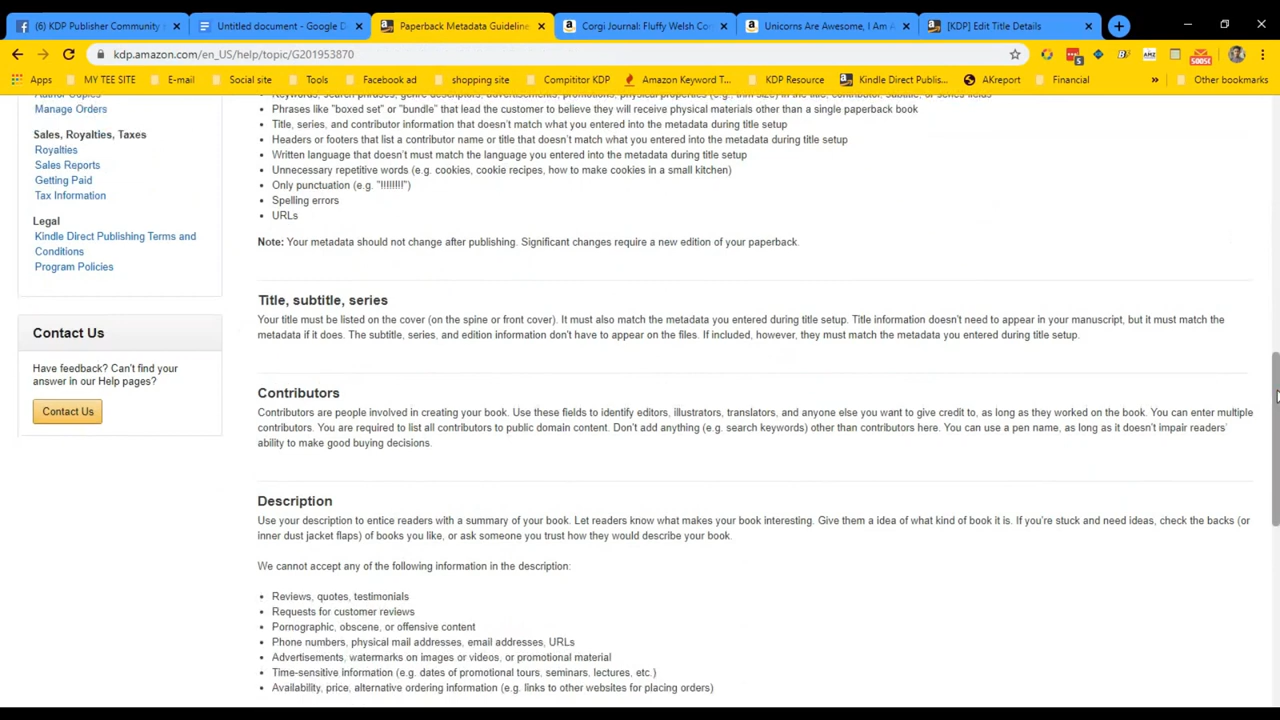 (6) KDP Publisher Community
Untitled document - Google D
Paperback Metadata Guideline
Corgi Journal: Fluffy Welsh Co
Unicorns Are Awesome, I Am A
[KDP] Edit Title Details
kdp.amazon.com/en_US/help/topic/G201953870
Apps
MY TEE SITE
E-mail
Social site
Tools
Facebook ad
shopping site
Compititor KDP
Amazon Keyword T...
KDP Resource
Kindle Direct Publis...
AKreport
Financial
»
Other bookmarks
Author Copies
Manage Orders
Sales, Royalties, Taxes
Royalties
Sales Reports
Getting Paid
Tax Information
Legal
Kindle Direct Publishing Terms and
Conditions
Program Policies
Contact Us
Have feedback? Can't find your
answer in our Help pages?
Contact Us
Keywords, search phrases, genre descriptors, advertisements, promotions, physical properties (e.g., trim size) in the title, contributor, subtitle, or series fields
• Phrases like "boxed set" or "bundle" that lead the customer to believe they will receive physical materials other than a single paperback book
• Title, series, and contributor information that doesn't match what you entered into the metadata during title setup
• Headers or footers that list a contributor name or title that doesn't match what you entered into the metadata during title setup
• Written language that doesn't must match the language you entered into the metadata during title setup
• Unnecessary repetitive words (e.g. cookies, cookie recipes, how to make cookies in a small kitchen)
• Only punctuation (e.g. "!!!!!!!!")
• Spelling errors
• URLs
Note: Your metadata should not change after publishing. Significant changes require a new edition of your paperback.
Title, subtitle, series
Your title must be listed on the cover (on the spine or front cover). It must also match the metadata you entered during title setup. Title information doesn't need to appear in your manuscript, but it must match the
metadata if it does. The subtitle, series, and edition information don't have to appear on the files. If included, however, they must match the metadata you entered during title setup.
Contributors
Contributors are people involved in creating your book. Use these fields to identify editors, illustrators, translators, and anyone else you want to give credit to, as long as they worked on the book. You can enter multiple
contributors. You are required to list all contributors to public domain content. Don't add anything (e.g. search keywords) other than contributors here. You can use a pen name, as long as it doesn't impair readers'
ability to make good buying decisions.
Description
Use your description to entice readers with a summary of your book. Let readers know what makes your book interesting. Give them a idea of what kind of book it is. If you're stuck and need ideas, check the backs (or
inner dust jacket flaps) of books you like, or ask someone you trust how they would describe your book.
We cannot accept any of the following information in the description:
• Reviews, quotes, testimonials
• Requests for customer reviews
• Pornographic, obscene, or offensive content
• Phone numbers, physical mail addresses, email addresses, URLs
• Advertisements, watermarks on images or videos, or promotional material
• Time-sensitive information (e.g. dates of promotional tours, seminars, lectures, etc.)
• Availability, price, alternative ordering information (e.g. links to other websites for placing orders)